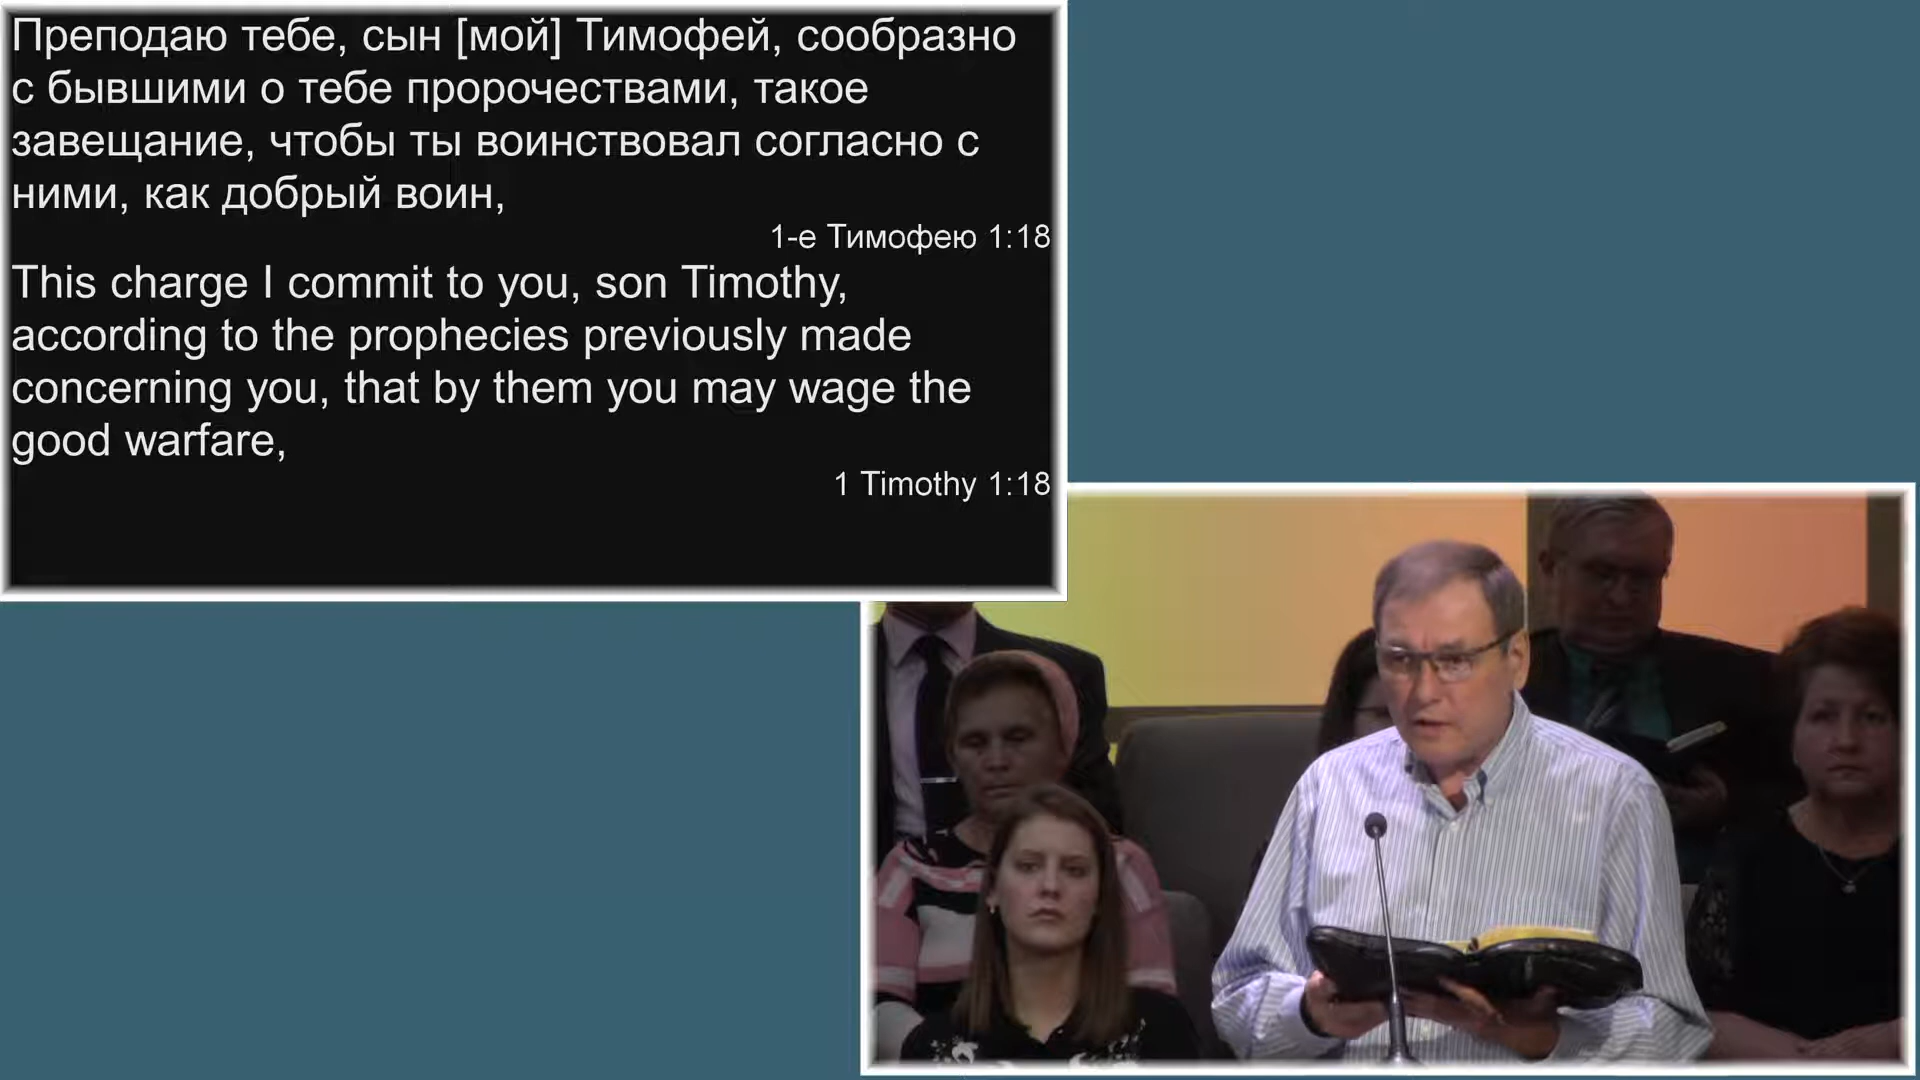 Преподаю тебе, сын [мой] Тимофей, сообразно
с бывшими о тебе пророчествами, такое
завещание, чтобы ты воинствовал согласно с
ними, как добрый воин,
1-е Тимофею 1:18
This charge I commit to you, son Timothy,
according to the prophecies previously made
concerning you, that by them you may wage the
good warfare,
1 Timothy 1:18